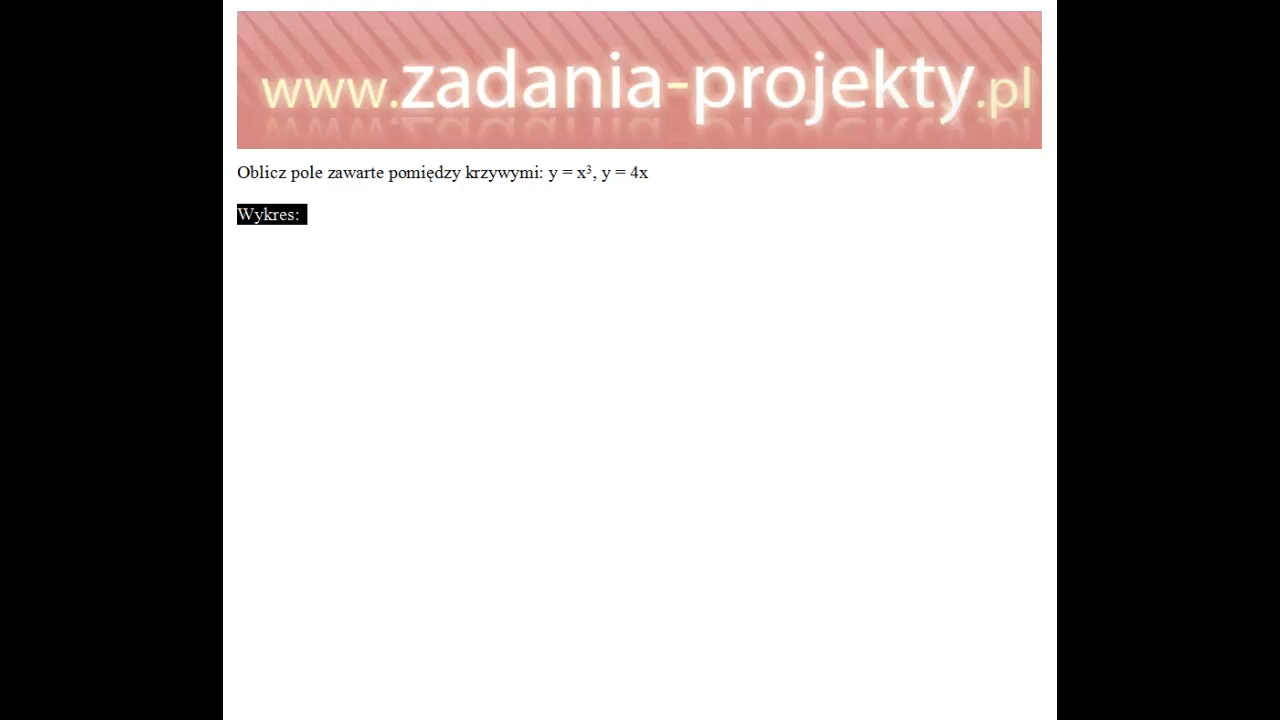 www.zadania-projekty.pl
Oblicz pole zawarte pomiędzy krzywymi: y = x³, y = 4x
Wykres: